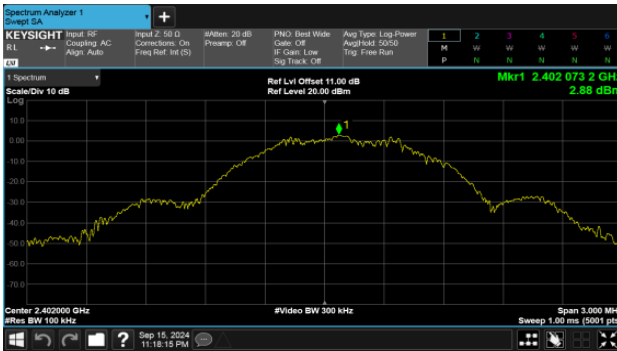 Spectrum Analyzer 1
Swept SA
+
KEYSIGHT
RL
LXI
Input: RF
Coupling: AC
Align: Auto
Input Z: 50 Ω
Corrections: On
Freq Ref: Int (S)
#Atten: 20 dB
Preamp: Off
PNO: Best Wide
Gate: Off
IF Gain: Low
Sig Track: Off
Avg Type: Log-Power
Avg|Hold: 50/50
Trig: Free Run
1 2 3 4 5 6
M W W W W W
P N N N N N
1 Spectrum
Scale/Div 10 dB
Log
Ref Lvl Offset 11.00 dB
Ref Level 20.00 dBm
Mkr1 2.402 073 2 GHz
2.88 dBm
1
10.0
0.00
-10.0
-20.0
-30.0
-40.0
-50.0
-60.0
-70.0
Center 2.402000 GHz
#Res BW 100 kHz
#Video BW 300 kHz
Span 3.000 MH
Sweep 1.00 ms (5001 pts
?
Sep 15, 2024
11:18:15 PM